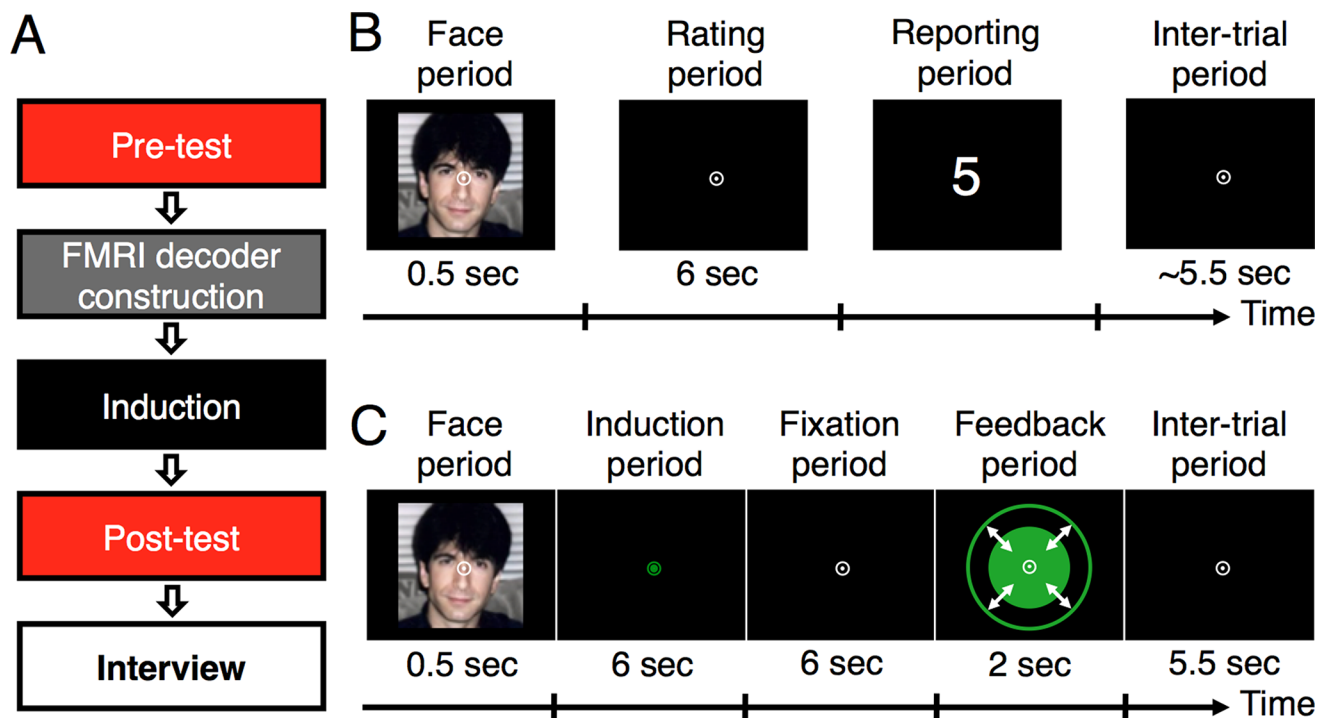 A
Pre-test
FMRI decoder
construction
Induction
Post-test
Interview
B
Face
period
Rating
period
Reporting
period
Inter-trial
period
5
0.5 sec
6 sec
~5.5 sec
Time
C
Face
period
Induction
period
Fixation
period
Feedback
period
Inter-trial
period
0.5 sec
6 sec
6 sec
2 sec
5.5 sec
Time